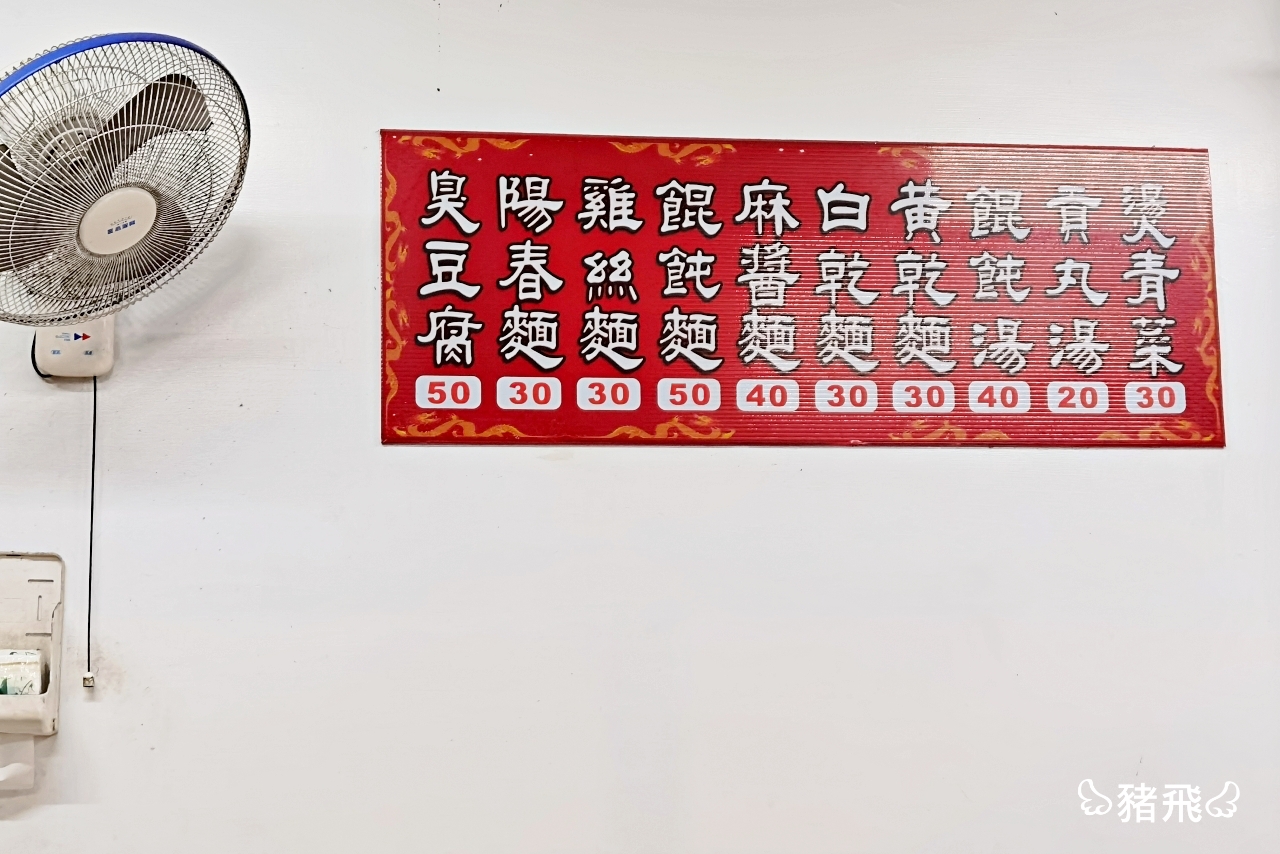 臭豆腐 50
陽春麵 30
雞絲麵 30
餛飩麵 50
麻醬麵 40
白乾麵 30
黃乾麵 30
餛飩湯 40
貢丸湯 20
燙青菜 30
豬飛